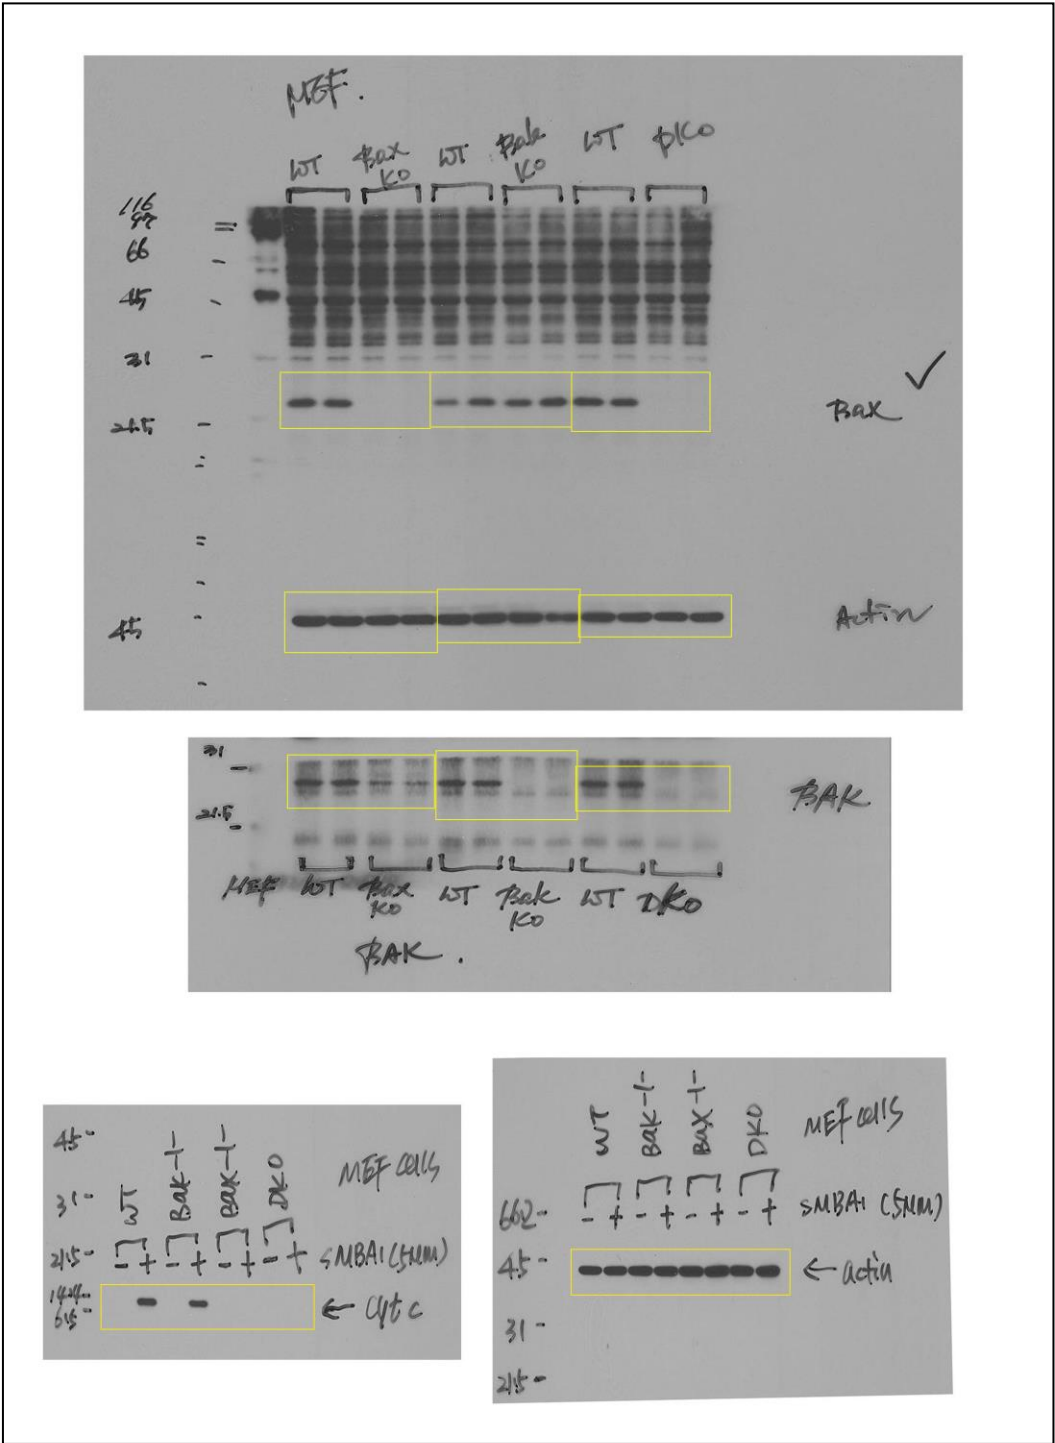 MEF.
WT Bax KO WT Bak KO WT DKO
116
97
66
45
31
21.5
Bax
45
Actin
31
21.5
BAK
MEF WT Bax KO WT Bak KO WT DKO
BAK.
45-
31-
21.5-
14.4-
6.5-
WT Bak-/- Bax-/- DKO MEF cells
- + - + - + - + SMBA1 (5μM)
← Cyt c
WT Bak-/- Bax-/- DKO MEF cells
66.2-
- + - + - + - + SMBA1 (5μM)
45-
← actin
31-
21.5-